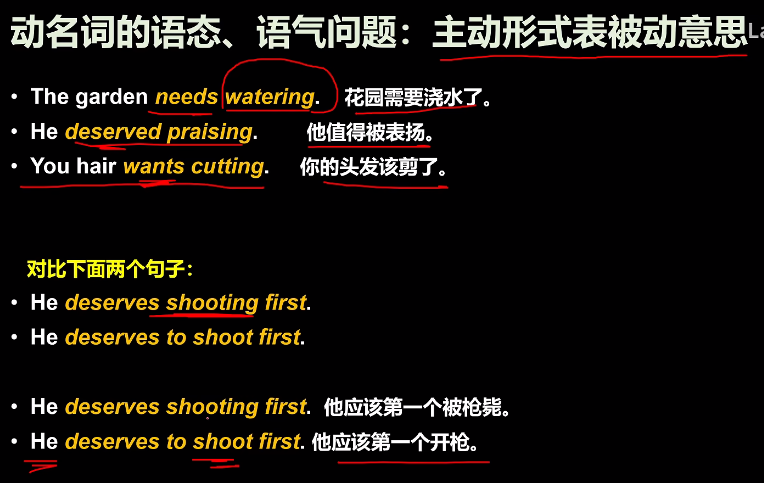 动名词的语态、语气问题：主动形式表被动意思
• The garden needs watering. 花园需要浇水了。
• He deserved praising. 他值得被表扬。
• You hair wants cutting. 你的头发该剪了。
对比下面两个句子：
• He deserves shooting first.
• He deserves to shoot first.
• He deserves shooting first. 他应该第一个被枪毙。
• He deserves to shoot first. 他应该第一个开枪。